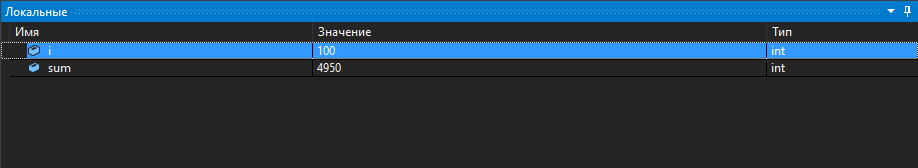 Локальные
Имя Значение Тип
i 100 int
sum 4950 int